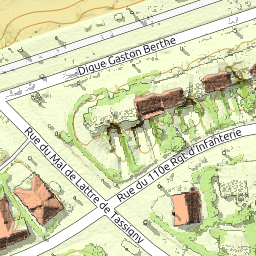 Digue Gaston Berthe
Rue du Mal de Lattre de Tassigny
Rue du 110e Rgt d'Infanterie